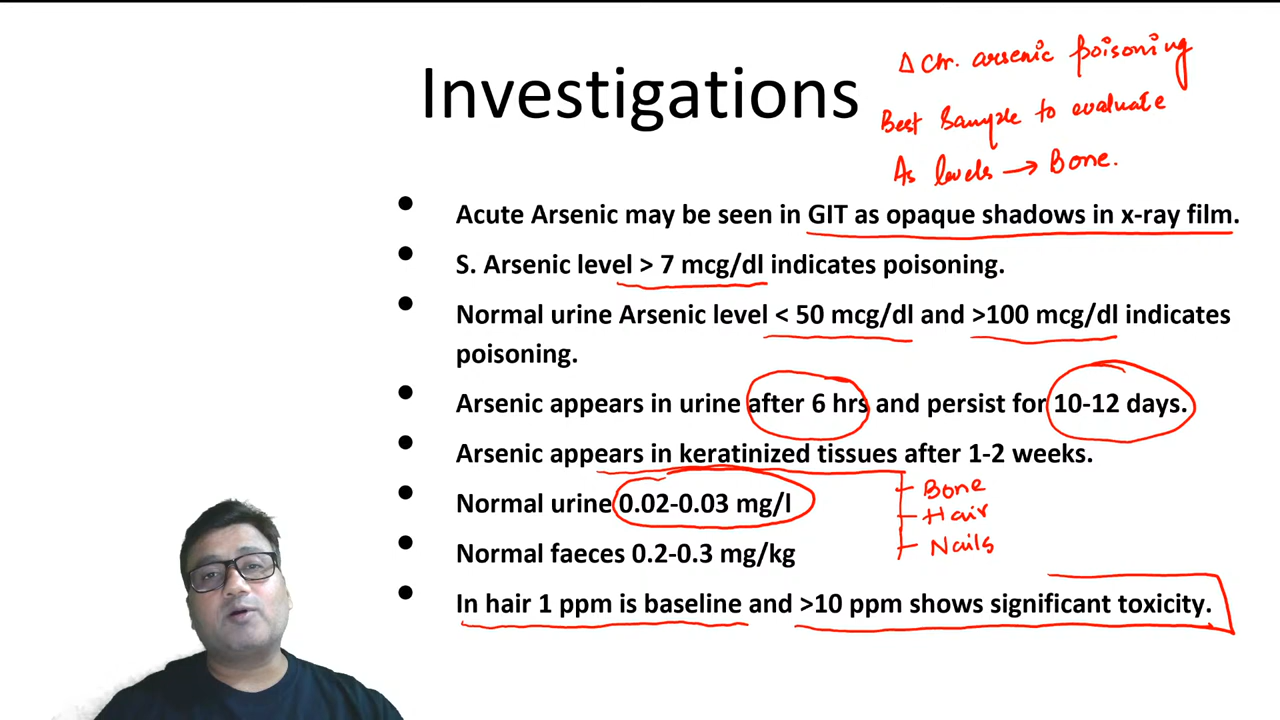 Investigations
Δ Chr. arsenic poisoning
Best Sample to evaluate
As levels → Bone.
• Acute Arsenic may be seen in GIT as opaque shadows in x-ray film.
• S. Arsenic level > 7 mcg/dl indicates poisoning.
• Normal urine Arsenic level < 50 mcg/dl and >100 mcg/dl indicates
poisoning.
• Arsenic appears in urine after 6 hrs and persist for 10-12 days.
• Arsenic appears in keratinized tissues after 1-2 weeks.
Bone
Hair
Nails
• Normal urine 0.02-0.03 mg/l
• Normal faeces 0.2-0.3 mg/kg
• In hair 1 ppm is baseline and >10 ppm shows significant toxicity.